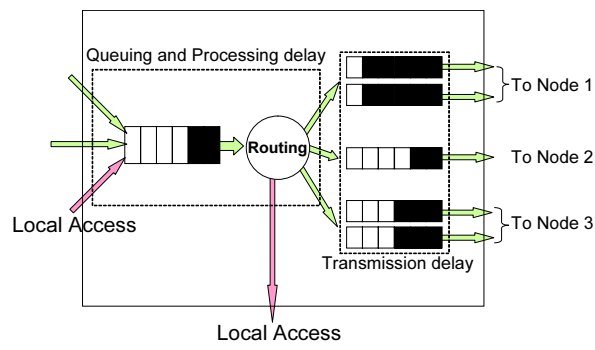 Queuing and Processing delay
To Node 1
Routing
To Node 2
Local Access
To Node 3
Transmission delay
Local Access